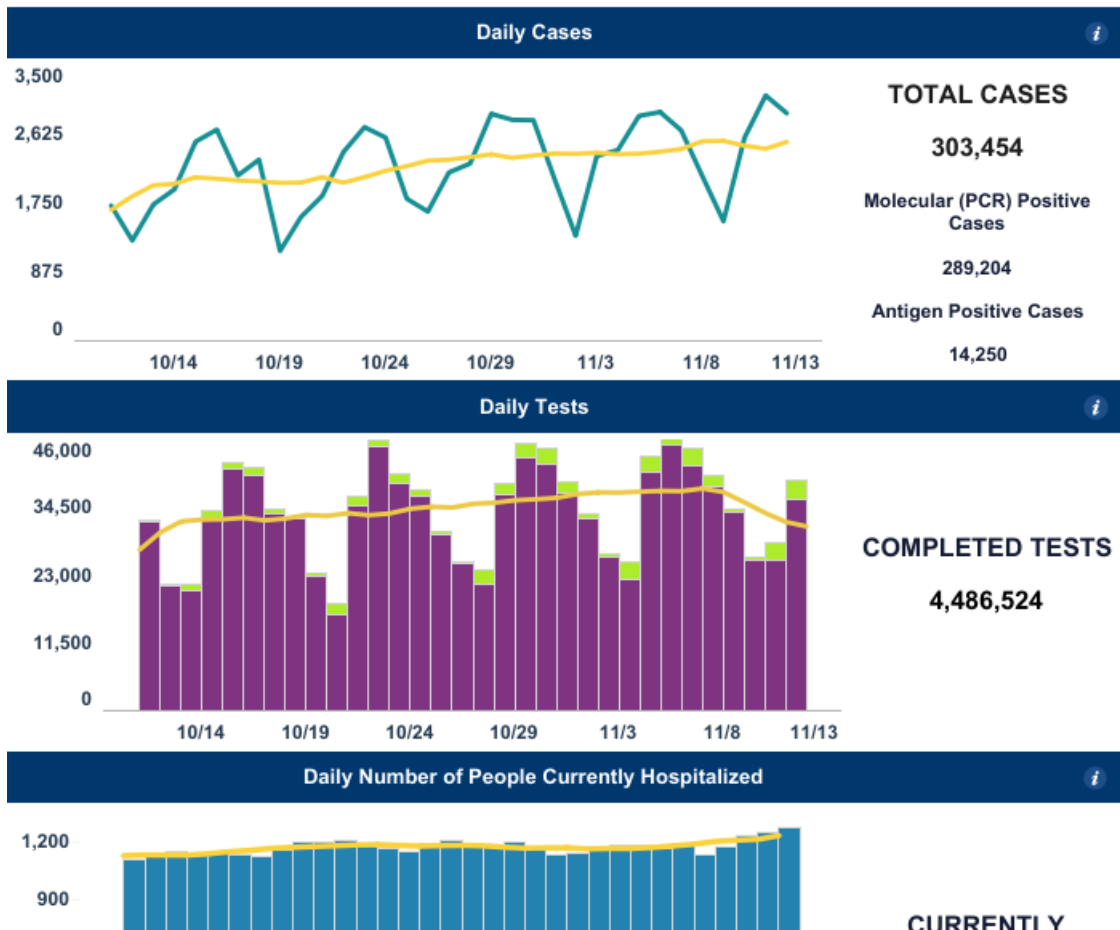 Daily Cases
i
3,500
2,625
1,750
875
0
10/14 10/19 10/24 10/29 11/3 11/8 11/13
TOTAL CASES
303,454
Molecular (PCR) Positive
Cases
289,204
Antigen Positive Cases
14,250
Daily Tests
i
46,000
34,500
23,000
11,500
0
10/14 10/19 10/24 10/29 11/3 11/8 11/13
COMPLETED TESTS
4,486,524
Daily Number of People Currently Hospitalized
i
1,200
900
CURRENTLY